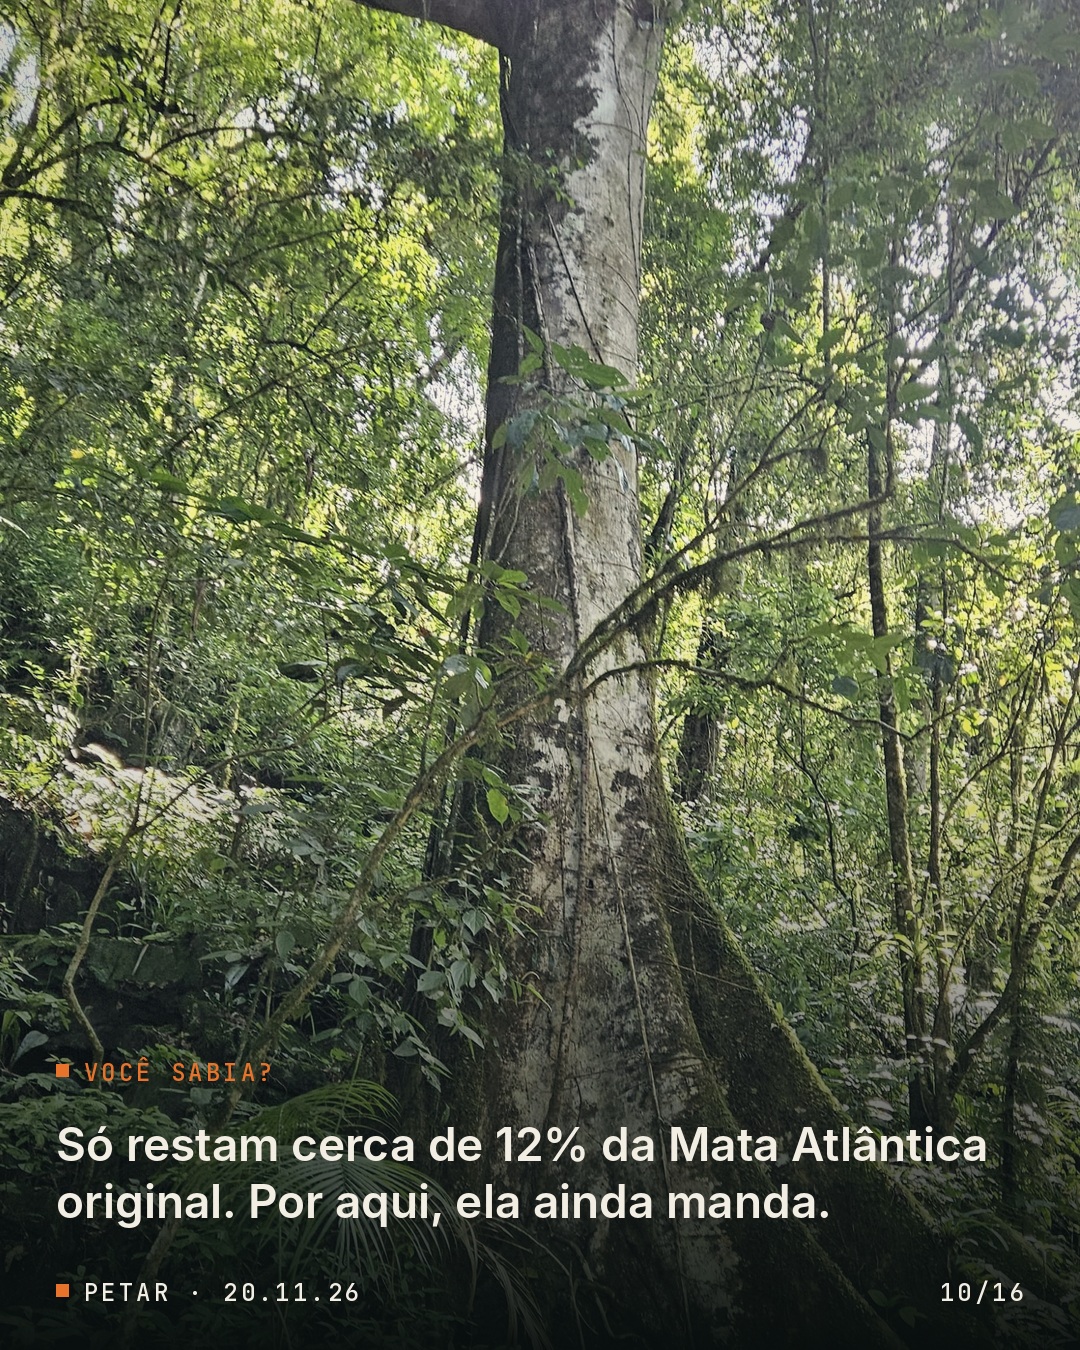 VOCÊ SABIA?
Só restam cerca de 12% da Mata Atlântica
original. Por aqui, ela ainda manda.
PETAR · 20.11.26
10/16